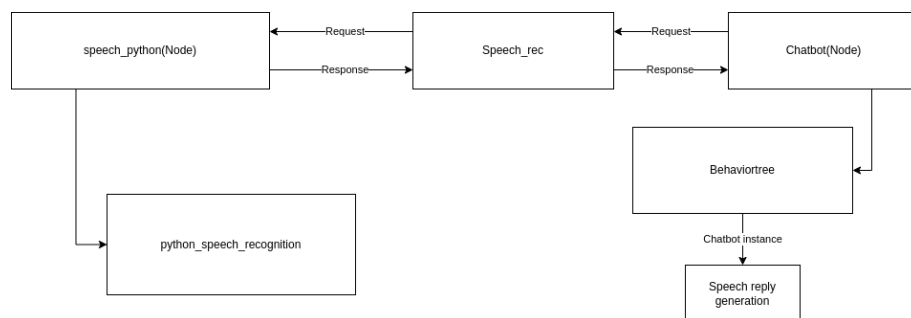 speech_python(Node)
Request
Response
Speech_rec
Request
Response
Chatbot(Node)
Behaviortree
python_speech_recognition
Chatbot instance
Speech reply
generation